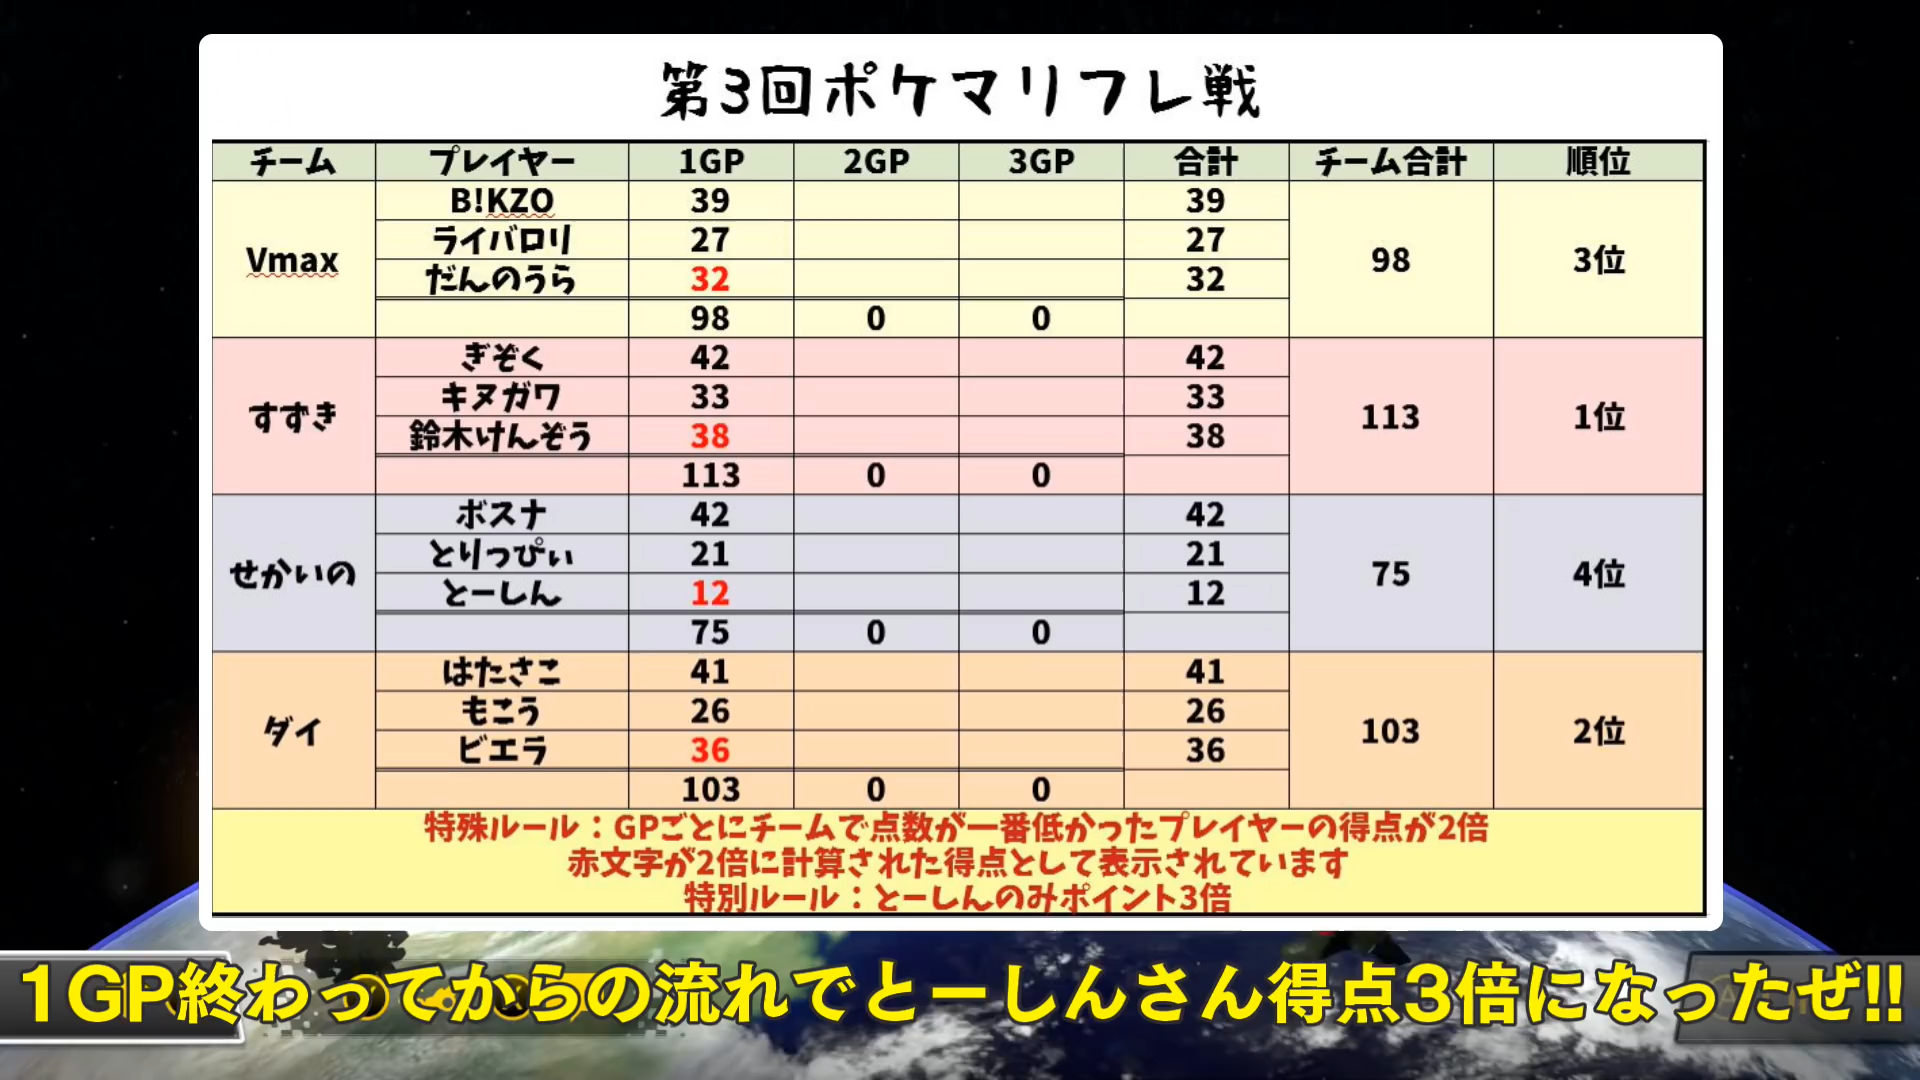 第3回ポケマリフレ戦
チーム プレイヤー 1GP 2GP 3GP 合計 チーム合計 順位
Vmax B!KZO 39 39 98 3位
ライバロリ 27 27
だんのうら 32 32
98 0 0
すずき ぎぞく 42 42 113 1位
キヌガワ 33 33
鈴木けんぞう 38 38
113 0 0
せかいの ボスナ 42 42 75 4位
とりっぴぃ 21 21
とーしん 12 12
75 0 0
ダイ はたさこ 41 41 103 2位
もこう 26 26
ビエラ 36 36
103 0 0
特殊ルール：GPごとにチームで点数が一番低かったプレイヤーの得点が2倍
赤文字が2倍に計算された得点として表示されています
特別ルール：とーしんのみポイント3倍
1GP終わってからの流れでとーしんさん得点3倍になったぜ!!